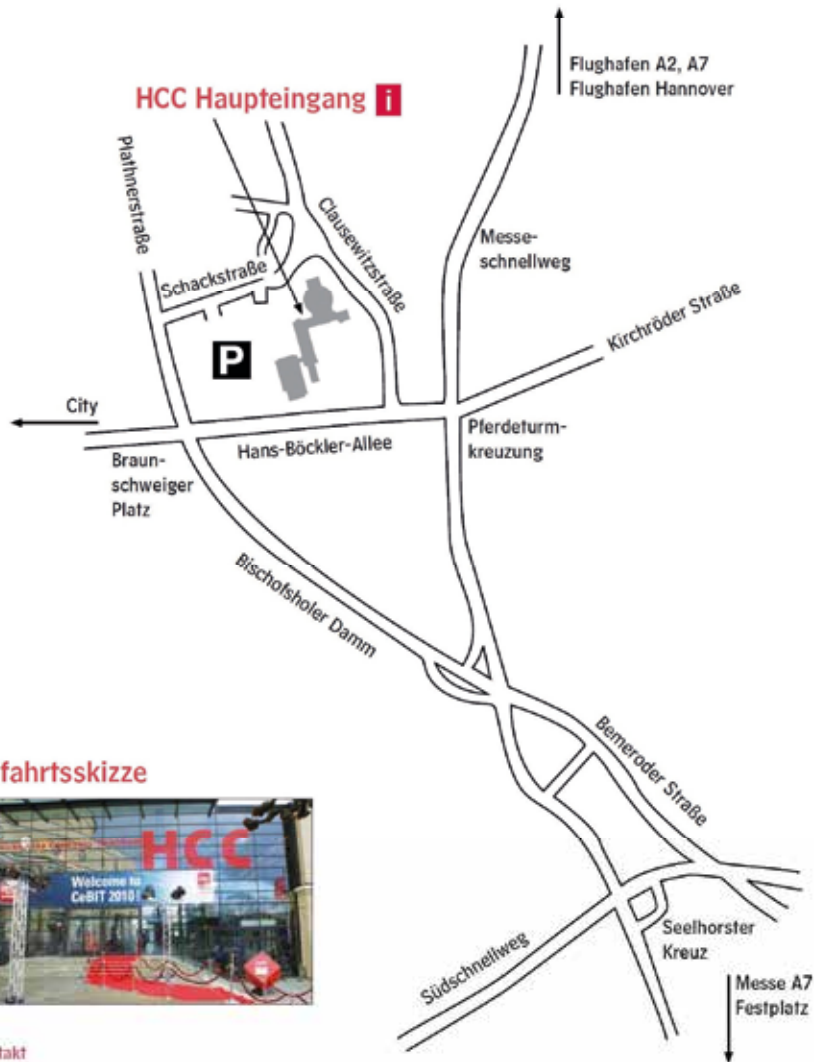 Flughafen A2, A7
Flughafen Hannover
HCC Haupteingang i
Plathnerstraße
Clausewitzstraße
Messe-
schnellweg
Schackstraße
Kirchröder Straße
P
City
Pferdeturm-
kreuzung
Hans-Böckler-Allee
Braun-
schweiger
Platz
Bischofsholer Damm
Bemeroder Straße
fahrtsskizze
HCC
Welcome to
CeBIT 2010!
Seelhorster
Kreuz
Südschnellweg
Messe A7
Festplatz
takt